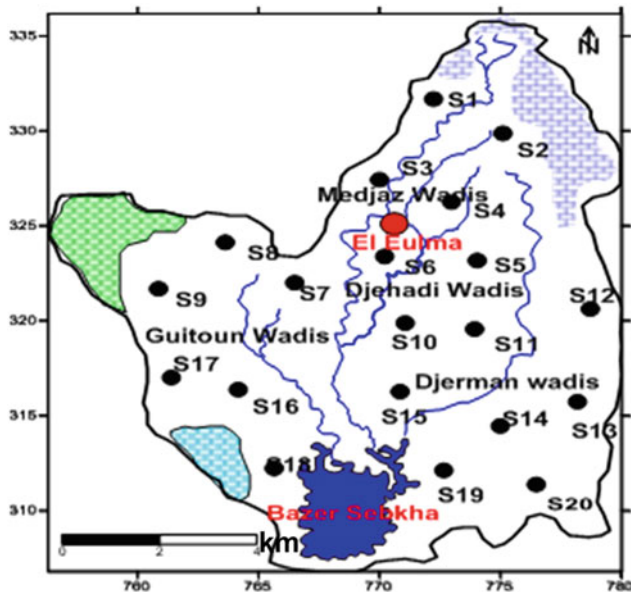 335
N
S1
330
S2
S3
Medjaz Wadis
S4
325
El Eulma
S8
S6
S5
S9
S7
Djehadi Wadis
S12
320
Guitoun Wadis
S10
S11
S17
Djerman wadis
315
S16
S15
S14
S13
S18
S19
S20
310
Bazer Sebkha
km
0 2 4
760 765 770 775 780